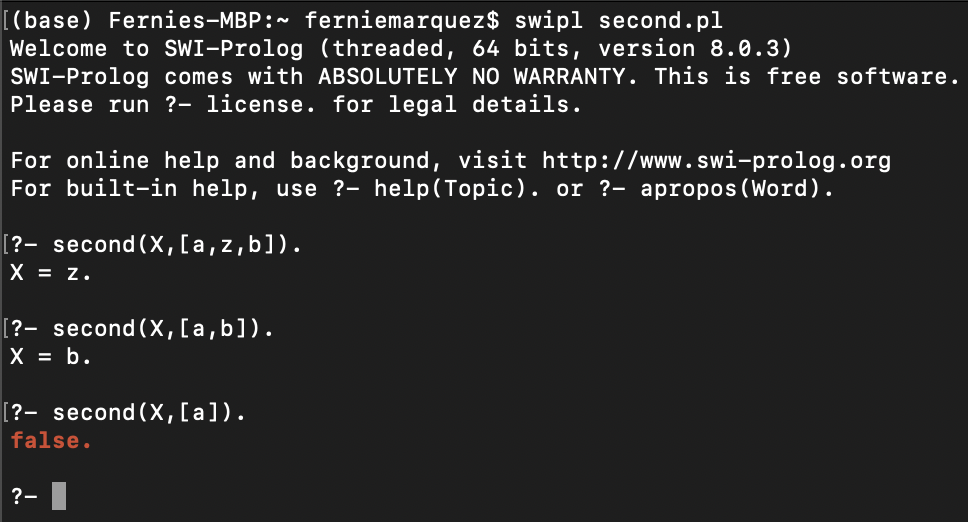 [(base) Fernies-MBP:~ ferniemarquez$ swipl second.pl
Welcome to SWI-Prolog (threaded, 64 bits, version 8.0.3)
SWI-Prolog comes with ABSOLUTELY NO WARRANTY. This is free software.
Please run ?- license. for legal details.
For online help and background, visit http://www.swi-prolog.org
For built-in help, use ?- help(Topic). or ?- apropos(Word).
[?- second(X,[a,z,b]).
X = z.
[?- second(X,[a,b]).
X = b.
[?- second(X,[a]).
false.
?-